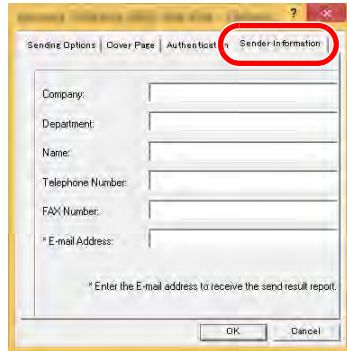 ?
Sending Options Cover Page Authentication Sender Information
Company:
Department:
Name:
Telephone Number:
FAX Number:
* E-mail Address:
* Enter the E-mail address to receive the send result report.
OK Cancel